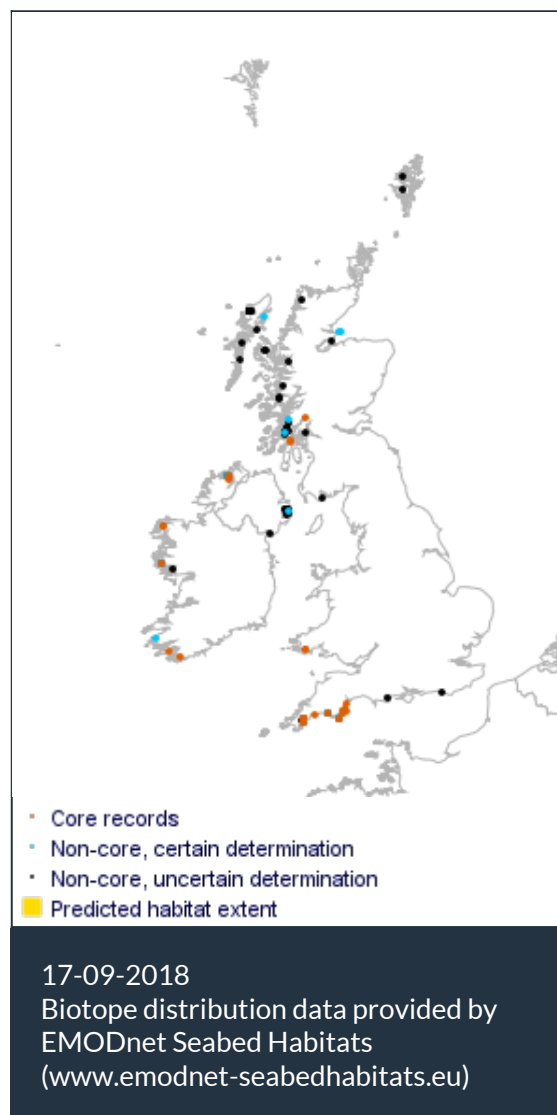 Core records
Non-core, certain determination
Non-core, uncertain determination
Predicted habitat extent
17-09-2018
Biotope distribution data provided by
EMODnet Seabed Habitats
(www.emodnet-seabedhabitats.eu)